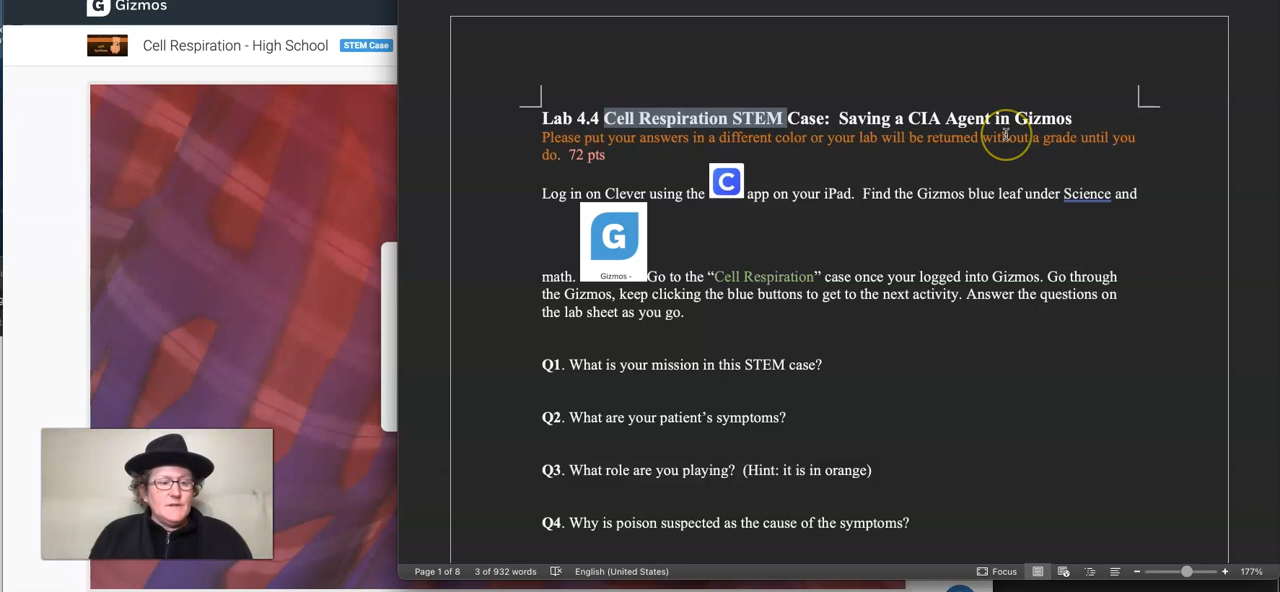 G Gizmos
Cell Respiration - High School STEM Case
Lab 4.4 Cell Respiration STEM Case:  Saving a CIA Agent in Gizmos
Please put your answers in a different color or your lab will be returned without a grade until you
do.  72 pts
Log in on Clever using the C app on your iPad.  Find the Gizmos blue leaf under Science and
G
Gizmos -
math. Go to the “Cell Respiration” case once your logged into Gizmos. Go through
the Gizmos, keep clicking the blue buttons to get to the next activity. Answer the questions on
the lab sheet as you go.
Q1. What is your mission in this STEM case?
Q2. What are your patient’s symptoms?
Q3. What role are you playing?  (Hint: it is in orange)
Q4. Why is poison suspected as the cause of the symptoms?
Page 1 of 8 3 of 932 words English (United States) Focus 177%